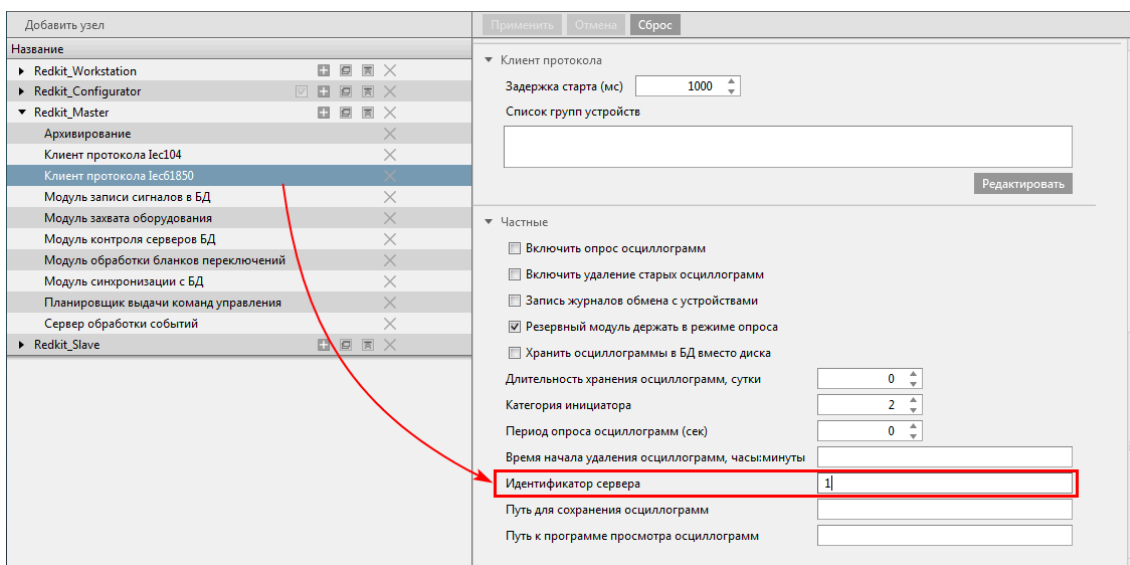 Добавить узел
Название
Redkit_Workstation
Redkit_Configurator
Redkit_Master
Архивирование
Клиент протокола Iec104
Клиент протокола Iec61850
Модуль записи сигналов в БД
Модуль захвата оборудования
Модуль контроля серверов БД
Модуль обработки бланков переключений
Модуль синхронизации с БД
Планировщик выдачи команд управления
Сервер обработки событий
Redkit_Slave
Применить Отмена Сброс
Клиент протокола
Задержка старта (мс) 1000
Список групп устройств
Редактировать
Частные
Включить опрос осциллограмм
Включить удаление старых осциллограмм
Запись журналов обмена с устройствами
Резервный модуль держать в режиме опроса
Хранить осциллограммы в БД вместо диска
Длительность хранения осциллограмм, сутки 0
Категория инициатора 2
Период опроса осциллограмм (сек) 0
Время начала удаления осциллограмм, часы:минуты
Идентификатор сервера 1
Путь для сохранения осциллограмм
Путь к программе просмотра осциллограмм